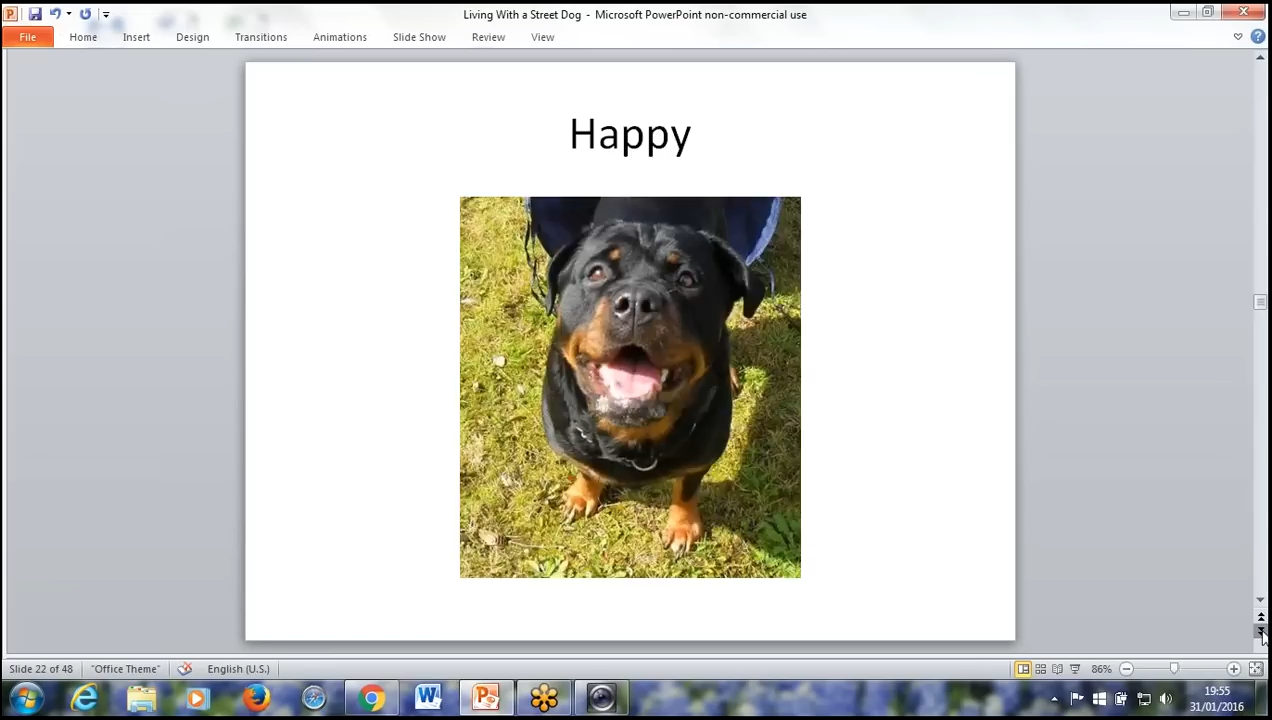 Living With a Street Dog - Microsoft PowerPoint non-commercial use
File Home Insert Design Transitions Animations Slide Show Review View
Happy
Slide 22 of 48 "Office Theme" English (U.S.) 86%
19:55
31/01/2016